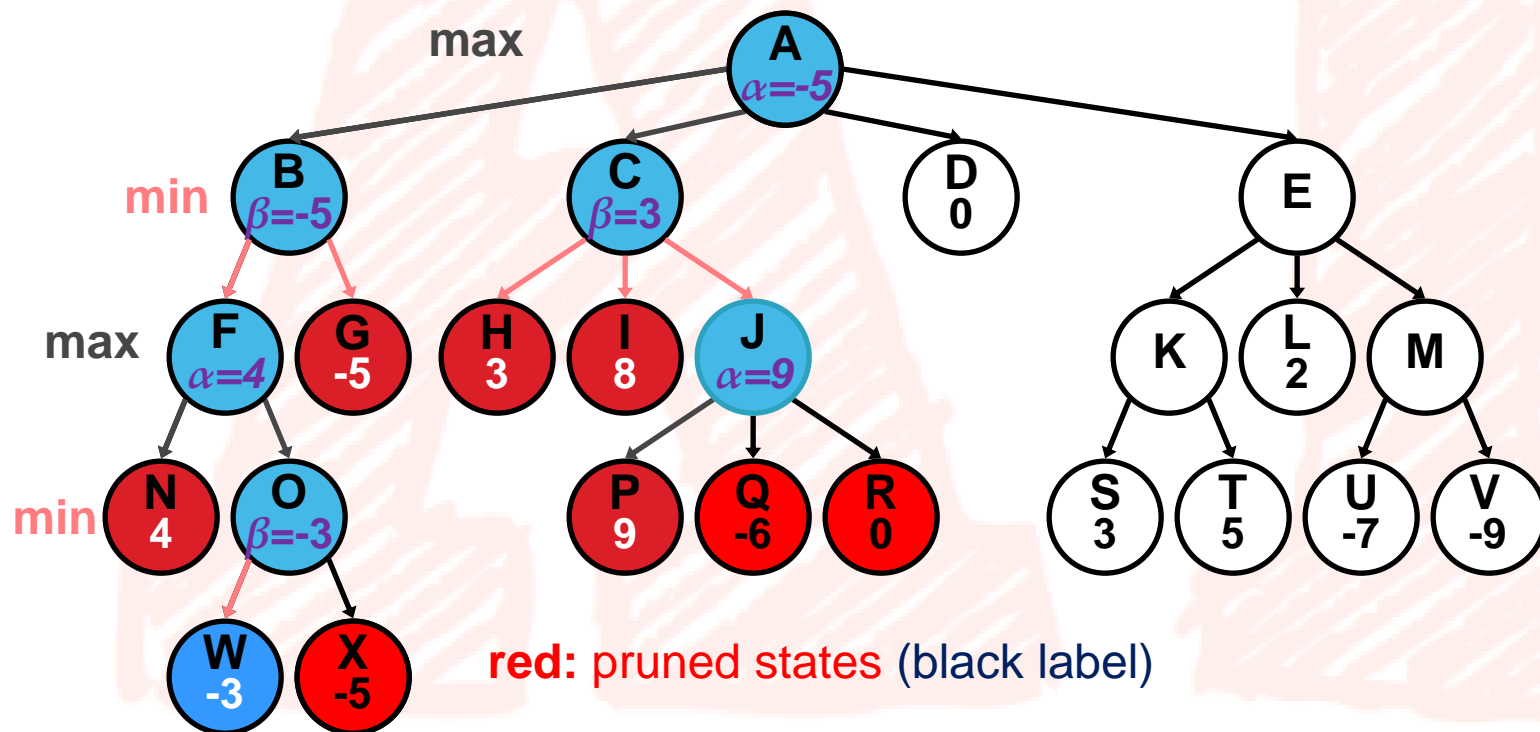 max
A
α=-5
min
B
β=-5
C
β=3
D
0
E
max
F
α=4
G
-5
H
3
I
8
J
α=9
K
L
2
M
min
N
4
O
β=-3
P
9
Q
-6
R
0
S
3
T
5
U
-7
V
-9
W
-3
X
-5
red: pruned states (black label)